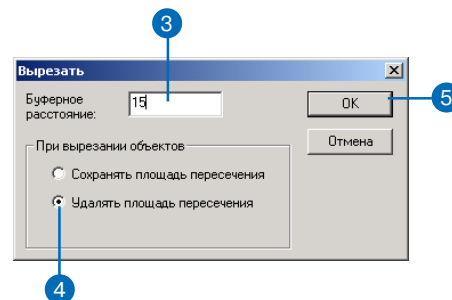 3
Вырезать
Буферное расстояние:
15
OK
5
Отмена
При вырезании объектов
Сохранять площадь пересечения
Удалять площадь пересечения
4